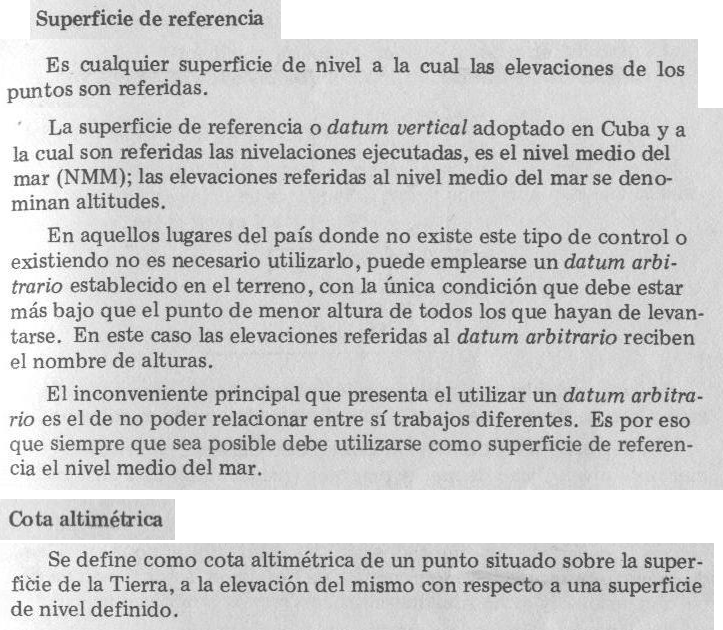 Superficie de referencia
Es cualquier superficie de nivel a la cual las elevaciones de los
puntos son referidas.
La superficie de referencia o datum vertical adoptado en Cuba y a
la cual son referidas las nivelaciones ejecutadas, es el nivel medio del
mar (NMM); las elevaciones referidas al nivel medio del mar se deno-
minan altitudes.
En aquellos lugares del país donde no existe este tipo de control o
existiendo no es necesario utilizarlo, puede emplearse un datum arbi-
trario establecido en el terreno, con la única condición que debe estar
más bajo que el punto de menor altura de todos los que hayan de levan-
tarse. En este caso las elevaciones referidas al datum arbitrario reciben
el nombre de alturas.
El inconveniente principal que presenta el utilizar un datum arbitra-
rio es el de no poder relacionar entre sí trabajos diferentes. Es por eso
que siempre que sea posible debe utilizarse como superficie de referen-
cia el nivel medio del mar.
Cota altimétrica
Se define como cota altimétrica de un punto situado sobre la super-
ficie de la Tierra, a la elevación del mismo con respecto a una superficie
de nivel definido.